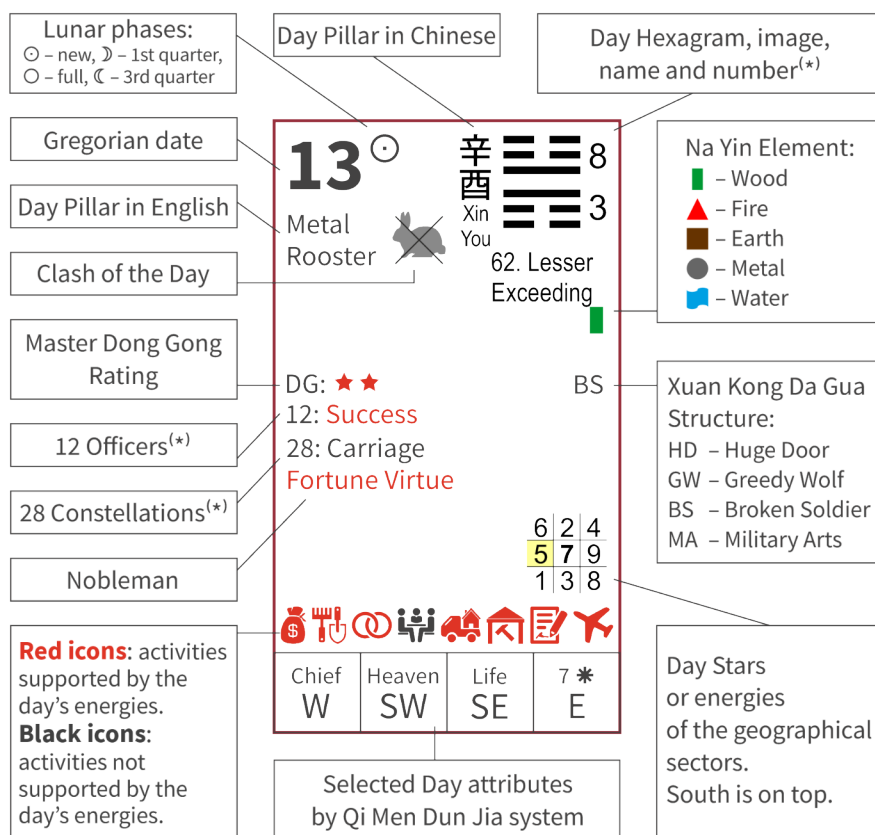 Lunar phases:
⊙ – new, ☽ – 1st quarter,
○ – full, ☾ – 3rd quarter
Day Pillar in Chinese
Day Hexagram, image,
name and number(*)
Gregorian date
Day Pillar in English
Clash of the Day
Master Dong Gong
Rating
12 Officers(*)
28 Constellations(*)
Nobleman
Red icons: activities
supported by the
day's energies.
Black icons:
activities not
supported by the
day's energies.
13
辛
酉
Xin
You
8
3
Metal
Rooster
62. Lesser
Exceeding
DG:
BS
12: Success
28: Carriage
Fortune Virtue
6 2 4
5 7 9
1 3 8
$
Chief
W
Heaven
SW
Life
SE
7 ✱
E
Selected Day attributes
by Qi Men Dun Jia system
Na Yin Element:
– Wood
– Fire
– Earth
– Metal
– Water
Xuan Kong Da Gua
Structure:
HD – Huge Door
GW – Greedy Wolf
BS – Broken Soldier
MA – Military Arts
Day Stars
or energies
of the geographical
sectors.
South is on top.